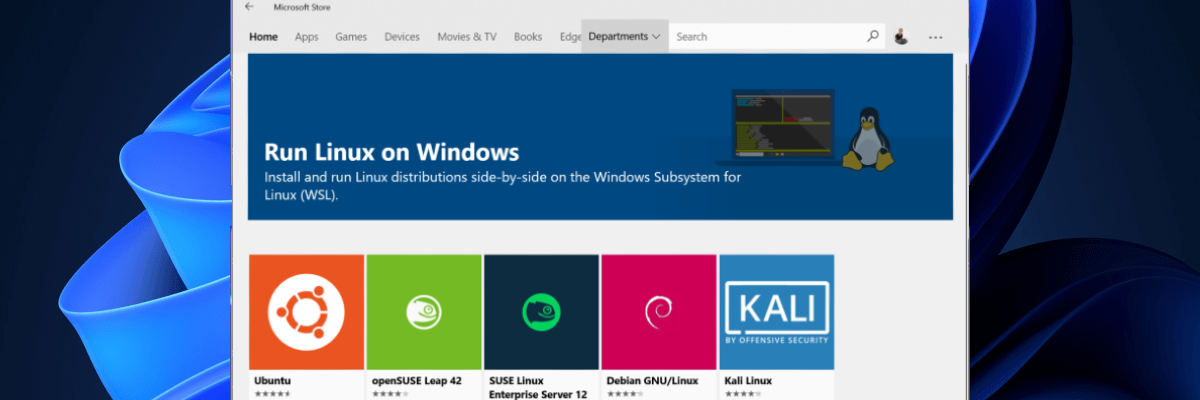 Microsoft Store
Home Apps Games Devices Movies & TV Books Edge Departments Search
Run Linux on Windows
Install and run Linux distributions side-by-side on the Windows Subsystem for
Linux (WSL).
KALI
BY OFFENSIVE SECURITY
Ubuntu
openSUSE Leap 42
SUSE Linux
Enterprise Server 12
Debian GNU/Linux
Kali Linux